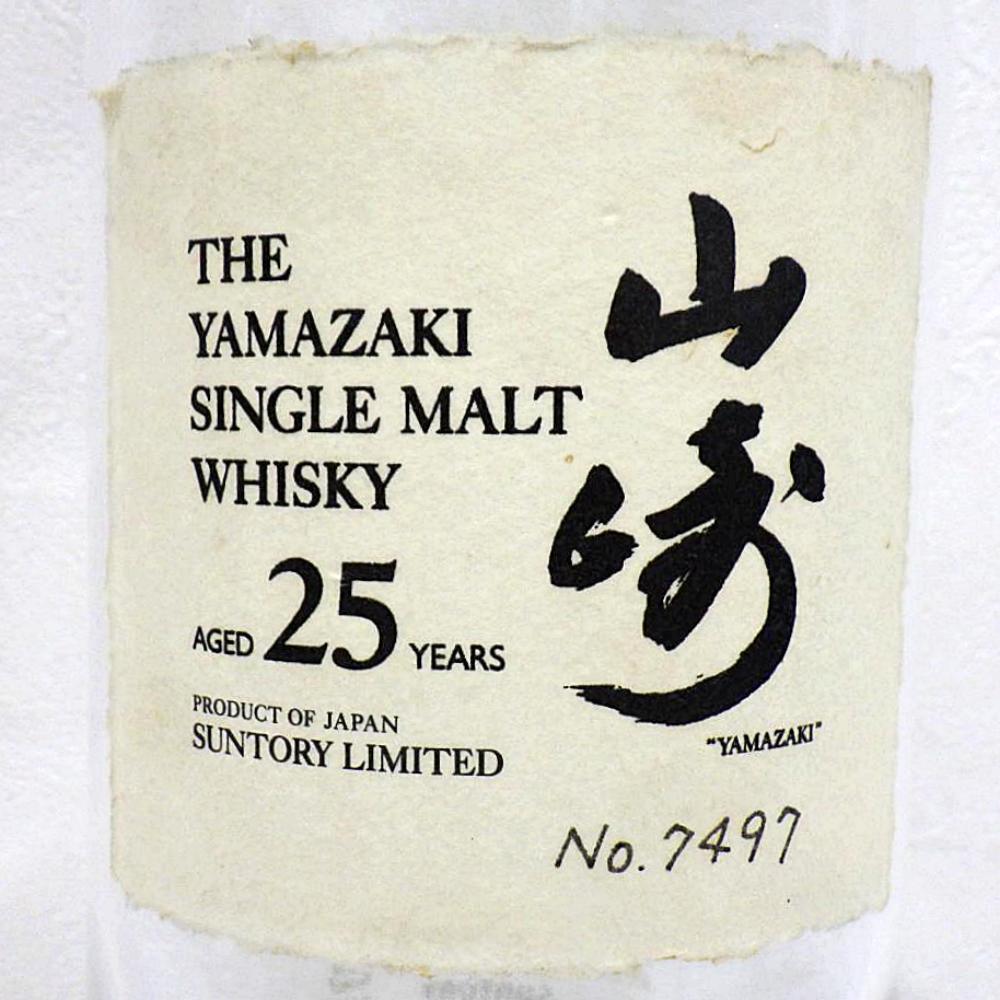 THE
YAMAZAKI
SINGLE MALT
WHISKY
AGED 25 YEARS
PRODUCT OF JAPAN
SUNTORY LIMITED
山崎
"YAMAZAKI"
No. 7497